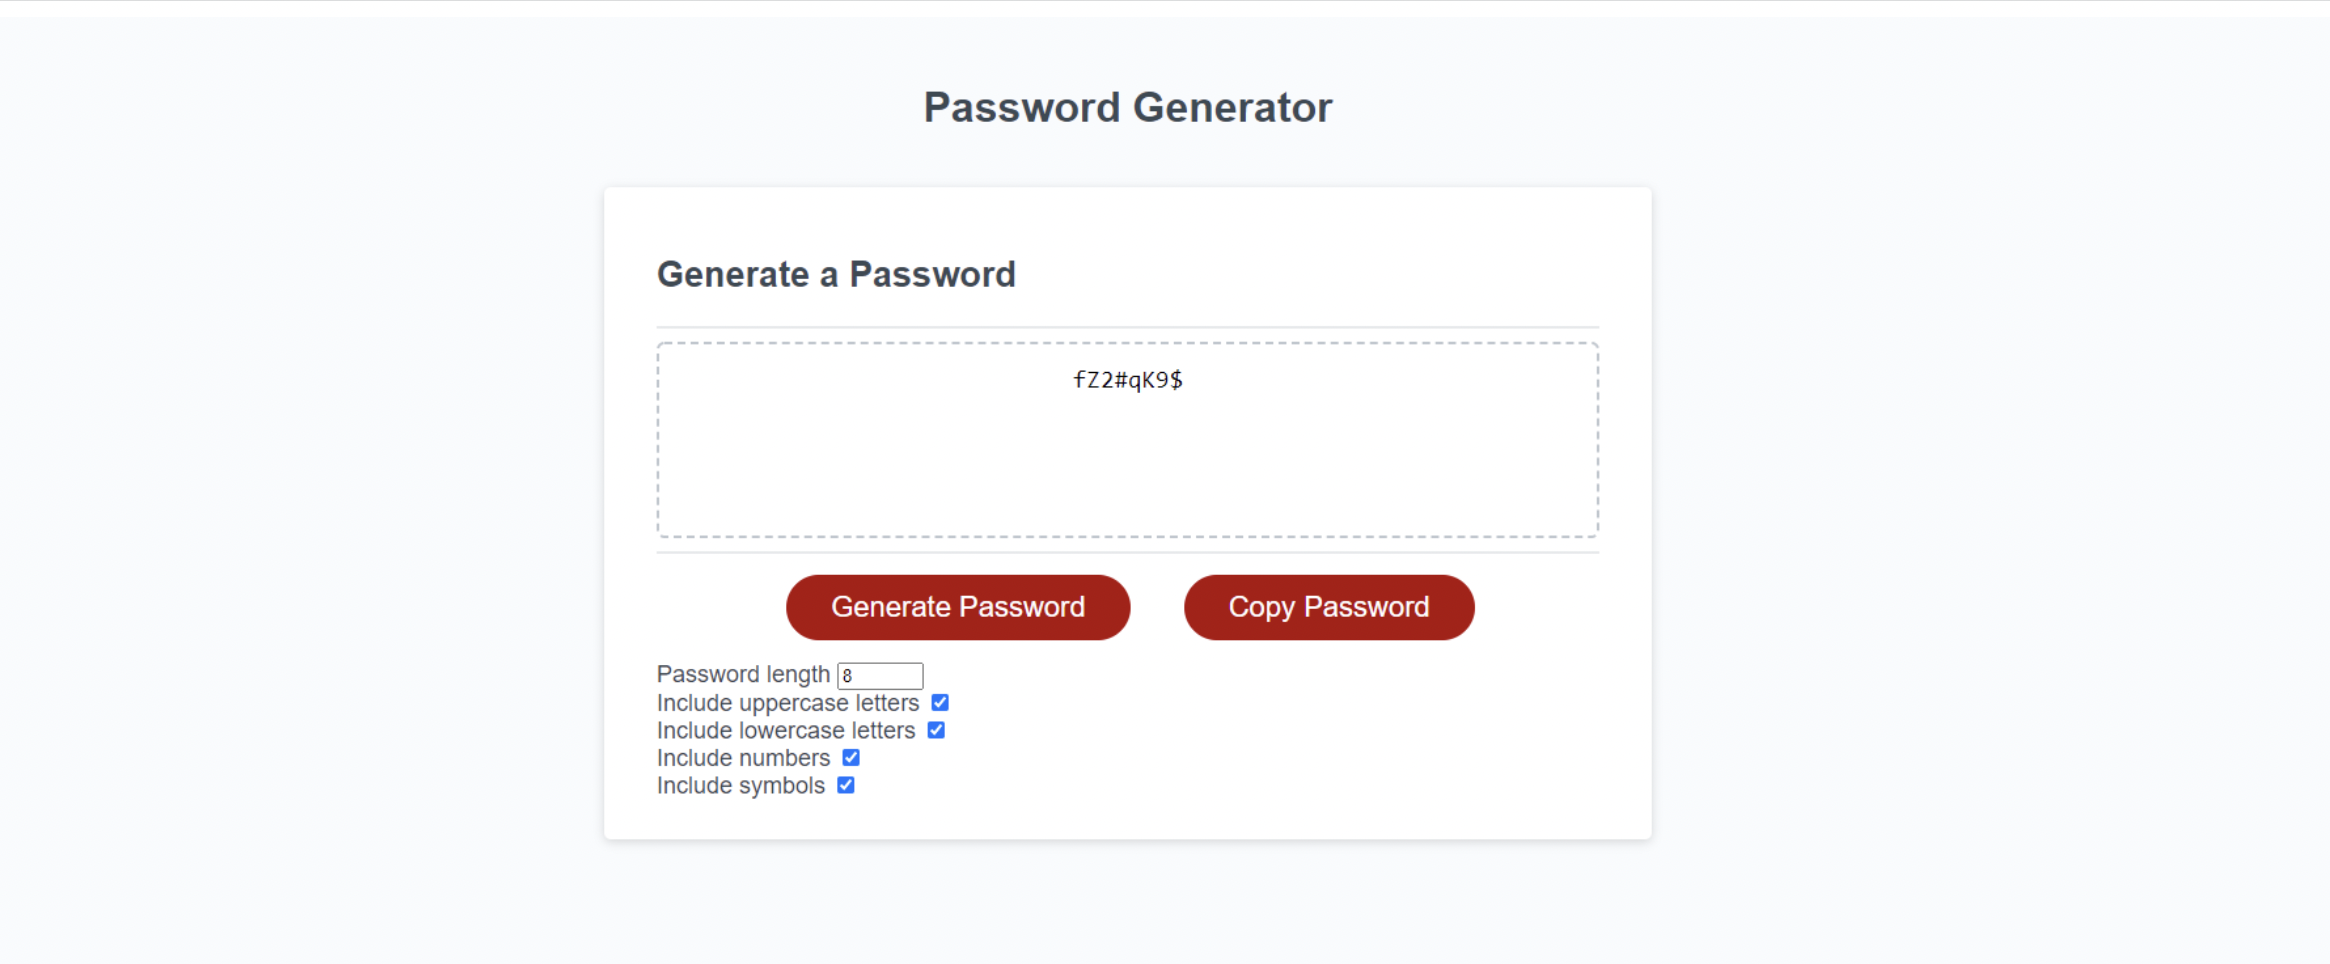 Password Generator
Generate a Password
fZ2#qK9$
Generate Password
Copy Password
Password length 8
Include uppercase letters
Include lowercase letters
Include numbers
Include symbols